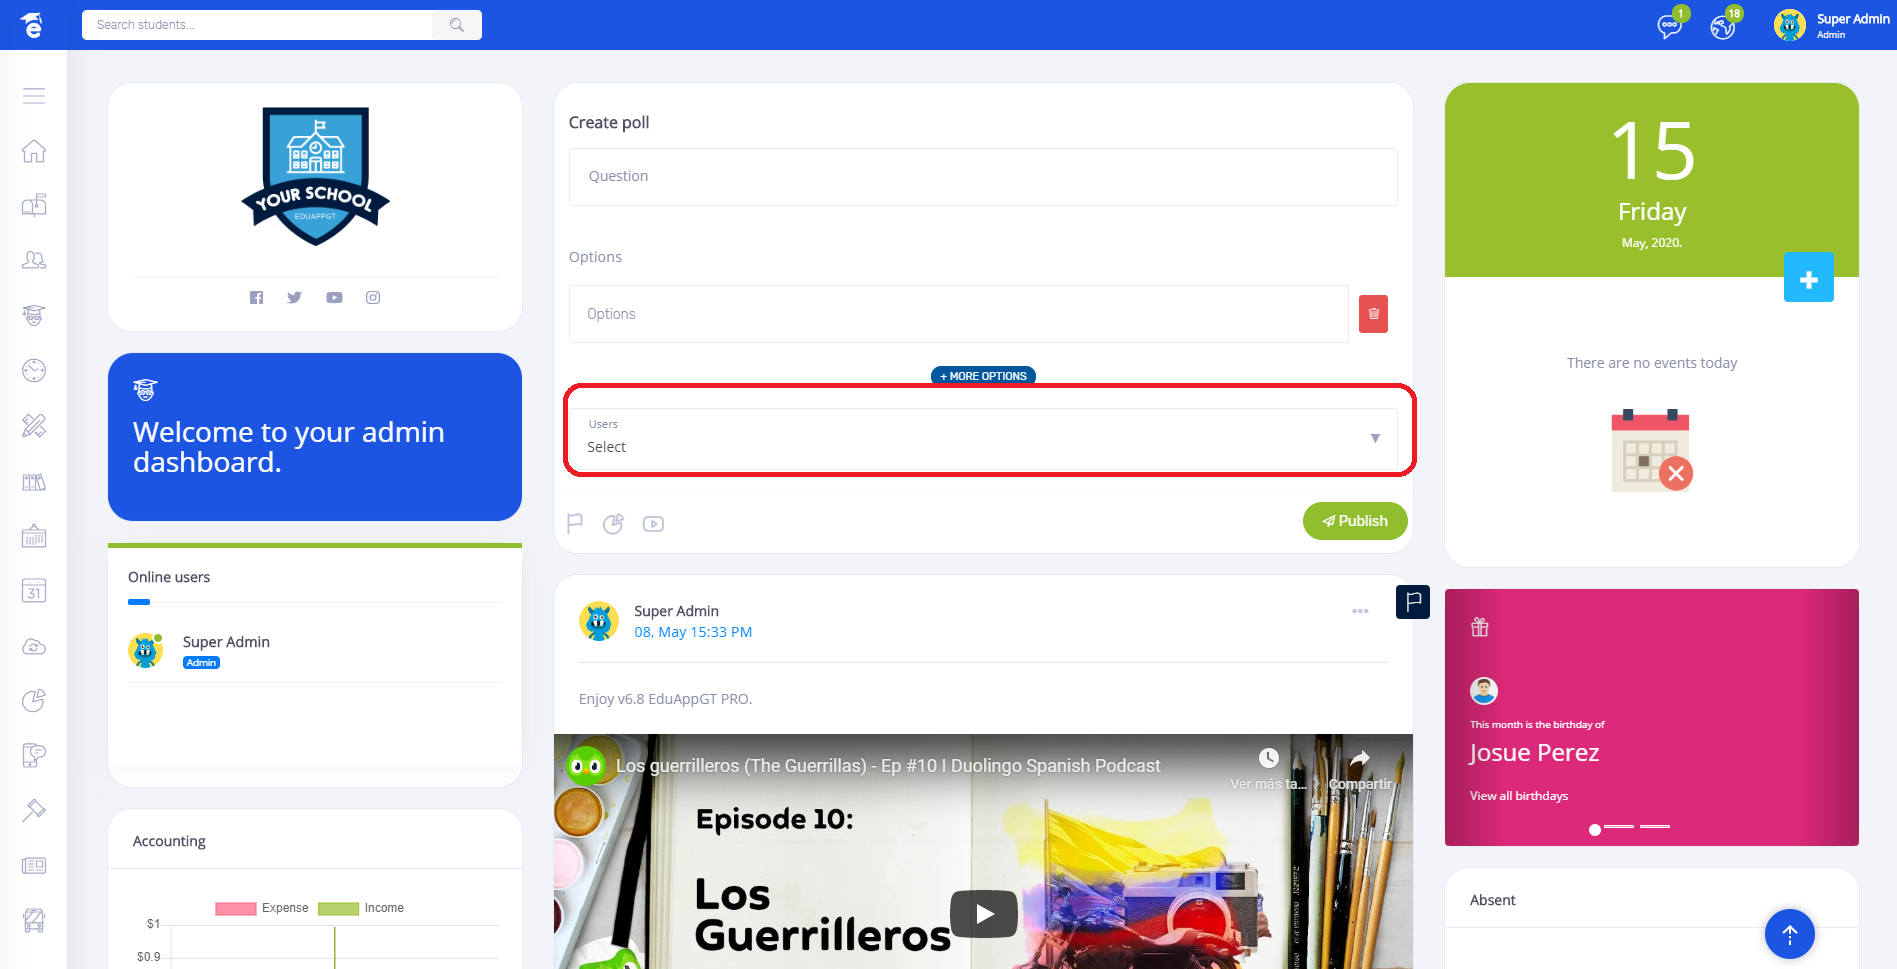 Search students...
1
18
Super Admin
Admin
YOUR SCHOOL
EDUAPPGT
Welcome to your admin
dashboard.
Online users
Super Admin
Admin
Accounting
Expense
Income
$1
$0.9
31
Create poll
Question
Options
Options
+ MORE OPTIONS
Users
Select
Publish
Super Admin
08, May 15:33 PM
Enjoy v6.8 EduAppGT PRO.
Los guerrilleros (The Guerrillas) - Ep #10 I Duolingo Spanish Podcast
Ver más ta...
Compartir
Episode 10:
Los
Guerrilleros
15
Friday
May, 2020.
There are no events today
This month is the birthday of
Josue Perez
View all birthdays
Absent